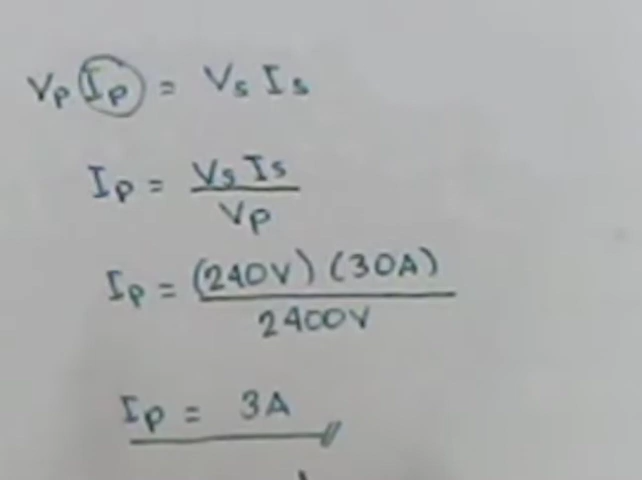 Vp Ip = Vs Is
Ip = Vs Is / Vp
Ip = (240V) (30A) / 2400V
Ip = 3A